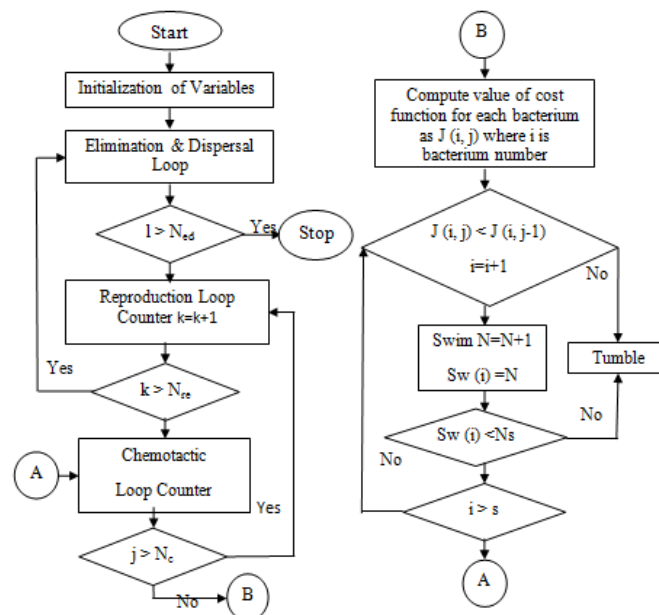 Start
Initialization of Variables
Elimination & Dispersal
Loop
l > Ned
Yes
Stop
Reproduction Loop
Counter k=k+1
Yes
k > Nre
A
Chemotactic
Loop Counter
Yes
j > Nc
No
B
B
Compute value of cost
function for each bacterium
as J (i, j) where i is
bacterium number
J (i, j) < J (i, j-1)
i=i+1
No
Swim N=N+1
Sw (i) =N
Tumble
No
Sw (i) <Ns
No
i > s
A